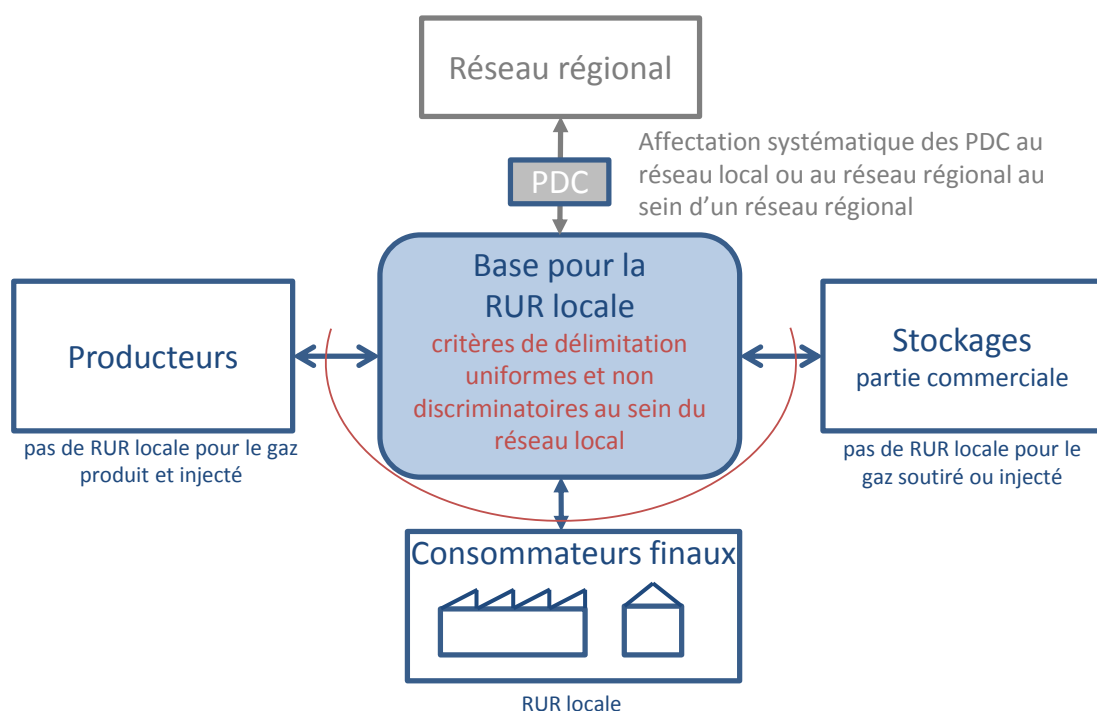 Réseau régional
Affectation systématique des PDC au
réseau local ou au réseau régional au
sein d'un réseau régional
PDC
Base pour la
RUR locale
critères de délimitation
uniformes et non
discriminatoires au sein du
réseau local
Producteurs
pas de RUR locale pour le gaz
produit et injecté
Stockages
partie commerciale
pas de RUR locale pour le
gaz soutiré ou injecté
Consommateurs finaux
RUR locale